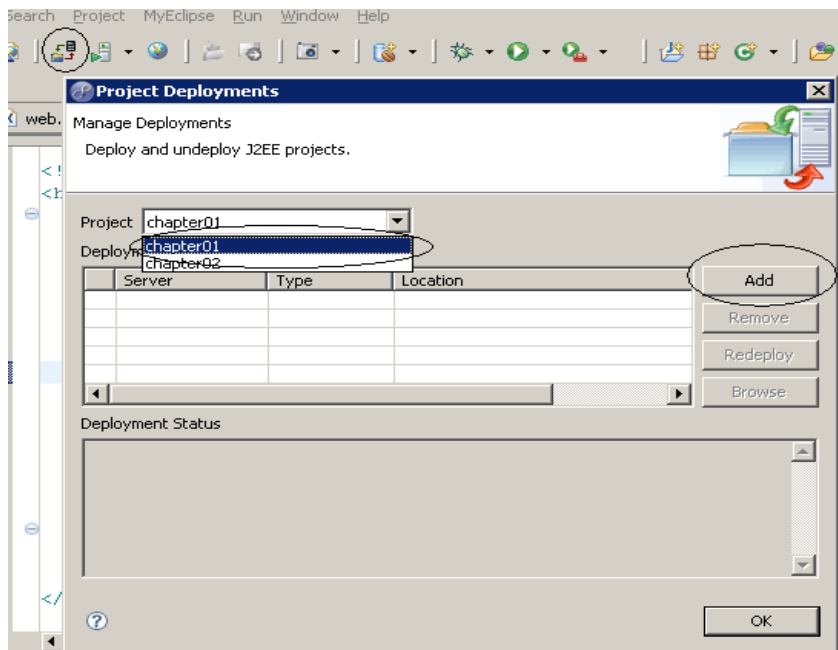 Search Project MyEclipse Run Window Help
Project Deployments
web.
Manage Deployments
Deploy and undeploy J2EE projects.
<!
<h
Project chapter01
chapter01
Deploym
chapter02
Server Type Location
Add
Remove
Redeploy
Browse
Deployment Status
</
OK